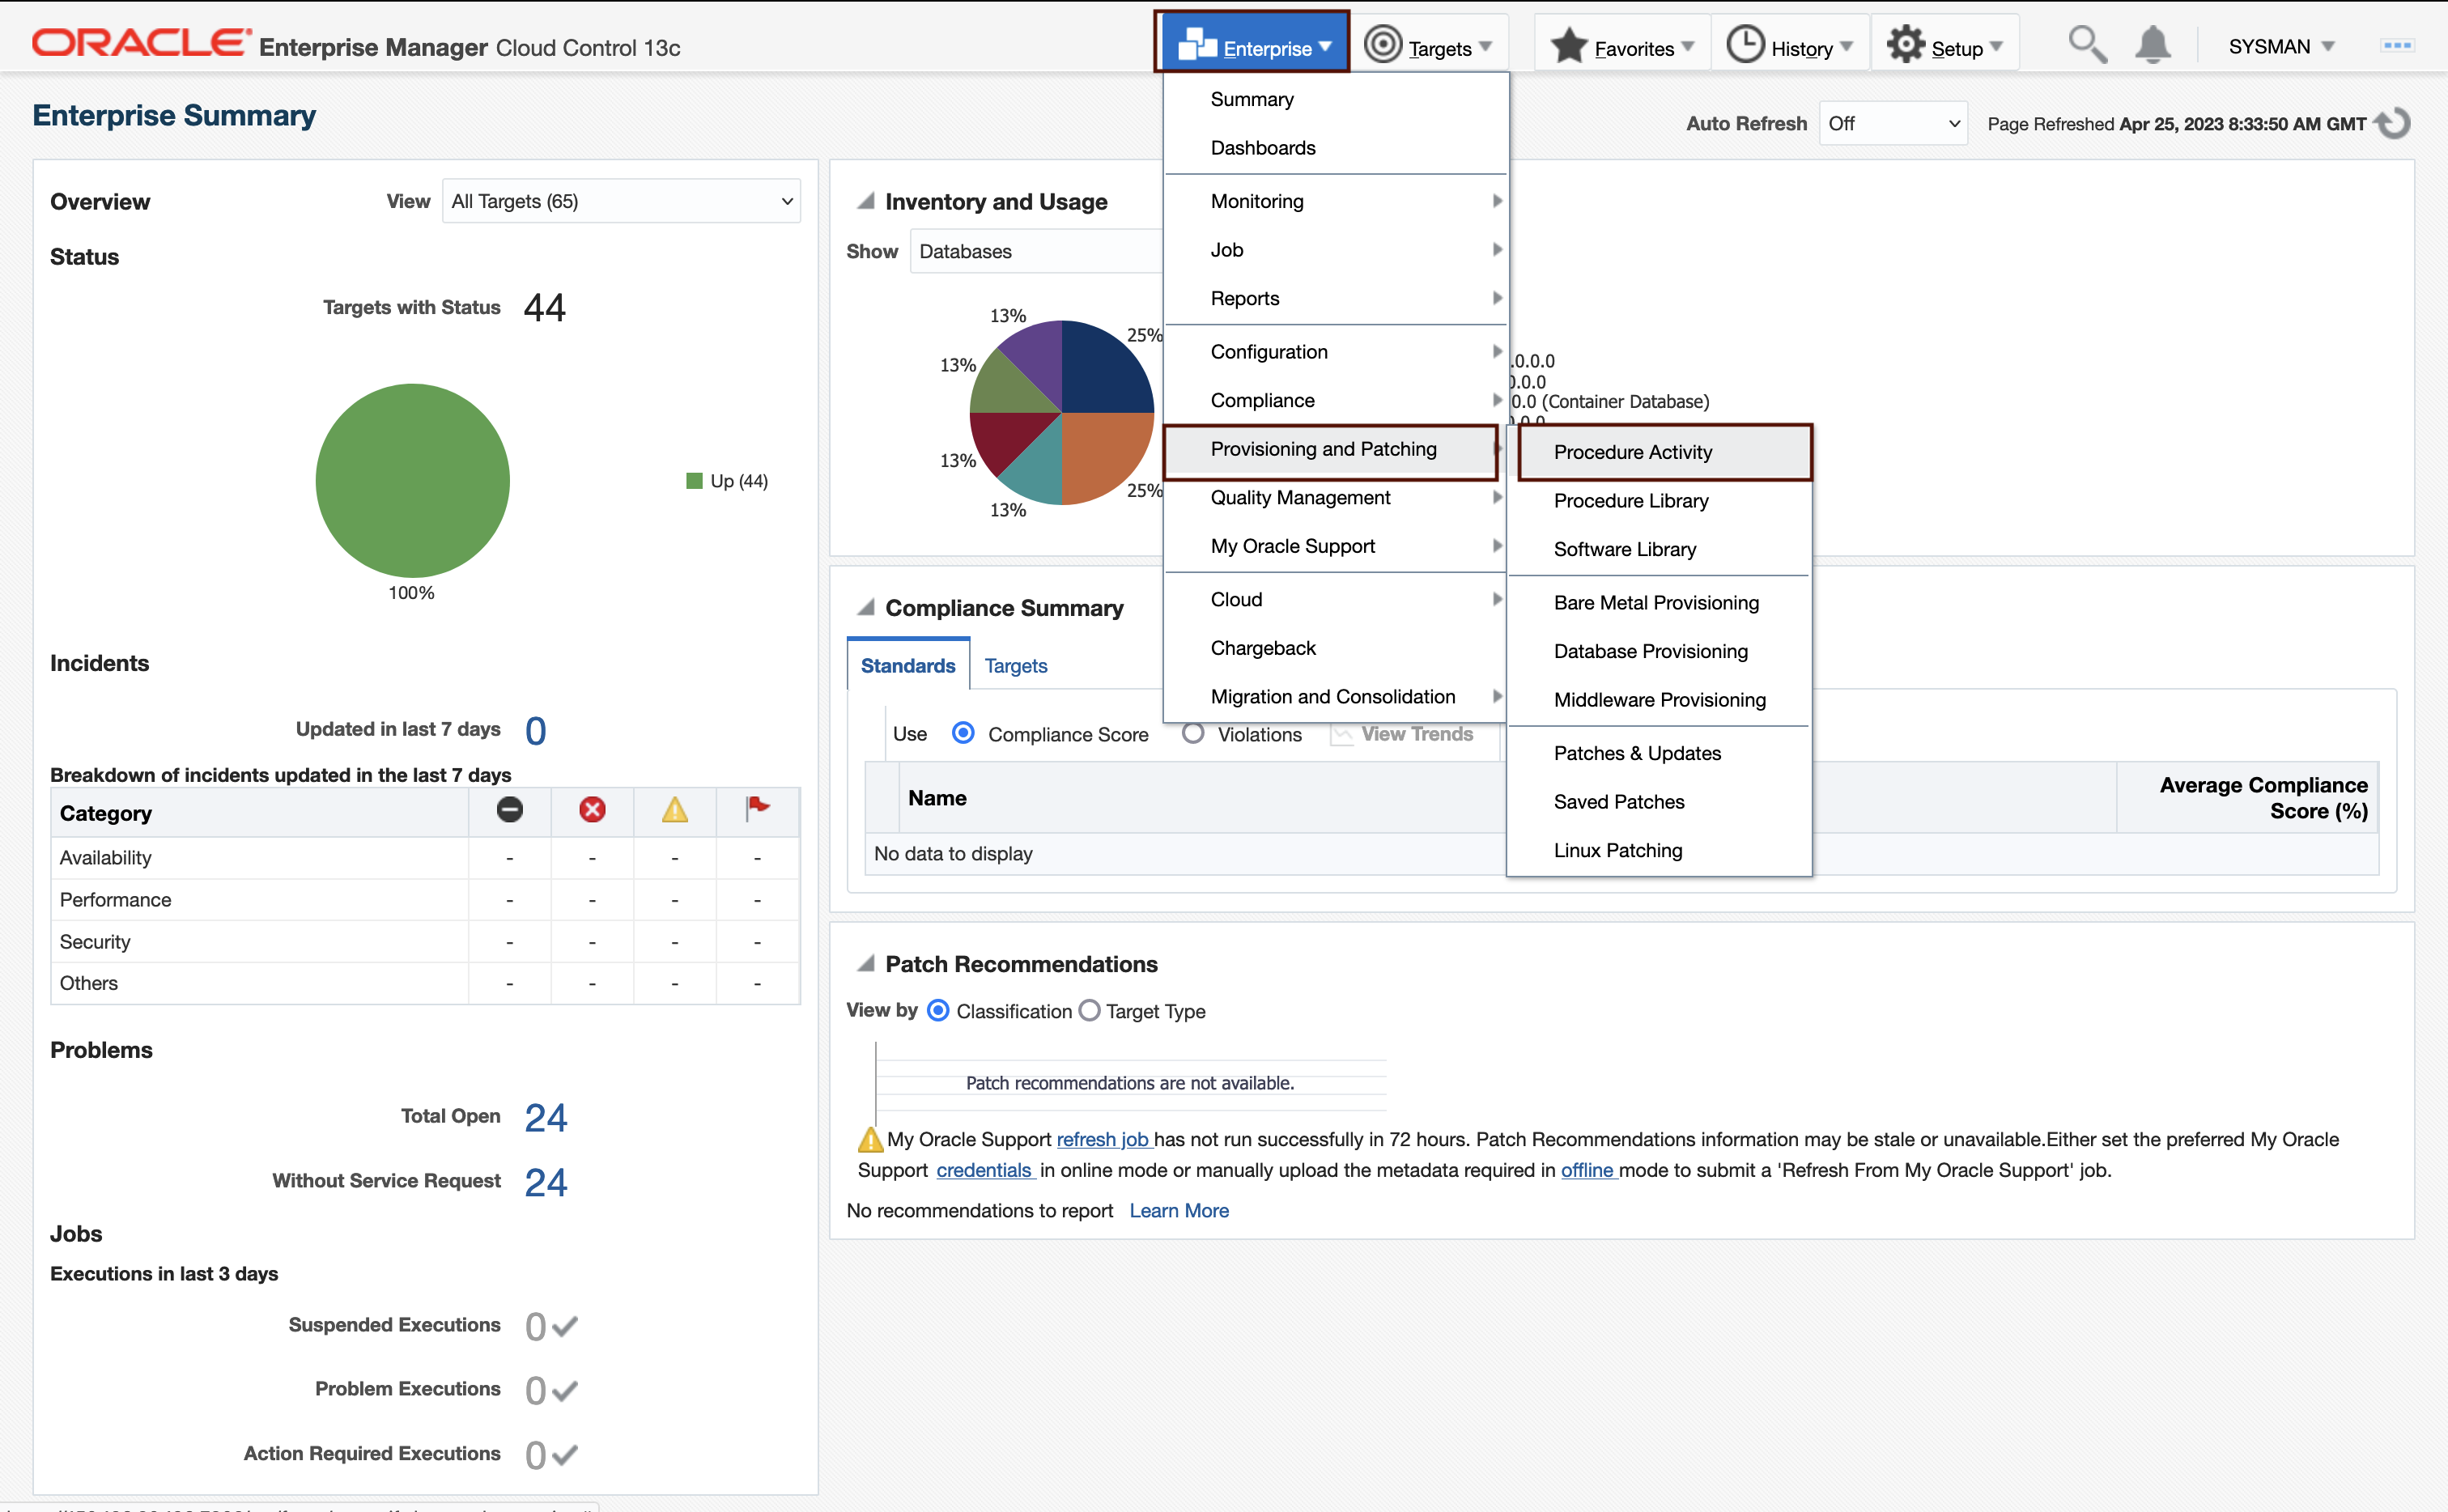 ORACLE Enterprise Manager Cloud Control 13c
Enterprise
Targets
Favorites
History
Setup
SYSMAN
Enterprise Summary
Auto Refresh Off
Page Refreshed Apr 25, 2023 8:33:50 AM GMT
Summary
Dashboards
Monitoring
Job
Reports
Configuration
Compliance
Provisioning and Patching
Quality Management
My Oracle Support
Cloud
Chargeback
Migration and Consolidation
Procedure Activity
Procedure Library
Software Library
Bare Metal Provisioning
Database Provisioning
Middleware Provisioning
Patches & Updates
Saved Patches
Linux Patching
Overview
View All Targets (65)
Status
Targets with Status 44
Up (44)
100%
Incidents
Updated in last 7 days 0
Breakdown of incidents updated in the last 7 days
Category
Availability - - - -
Performance - - - -
Security - - - -
Others - - - -
Problems
Total Open 24
Without Service Request 24
Jobs
Executions in last 3 days
Suspended Executions 0
Problem Executions 0
Action Required Executions 0
Inventory and Usage
Show Databases
13%
25%
13%
13%
25%
13%
.0.0.0
0.0.0
0.0 (Container Database)
Compliance Summary
Standards Targets
Use Compliance Score Violations View Trends
Name
Average Compliance
Score (%)
No data to display
Patch Recommendations
View by Classification Target Type
Patch recommendations are not available.
My Oracle Support refresh job has not run successfully in 72 hours. Patch Recommendations information may be stale or unavailable.Either set the preferred My Oracle
Support credentials in online mode or manually upload the metadata required in offline mode to submit a 'Refresh From My Oracle Support' job.
No recommendations to report Learn More